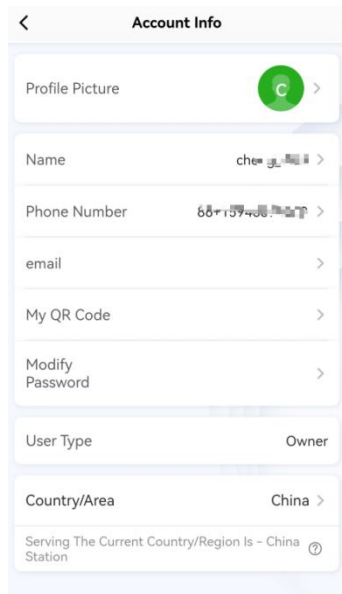 Account Info
Profile Picture
C
Name
Phone Number
email
My QR Code
Modify
Password
User Type Owner
Country/Area China
Serving The Current Country/Region Is - China
Station